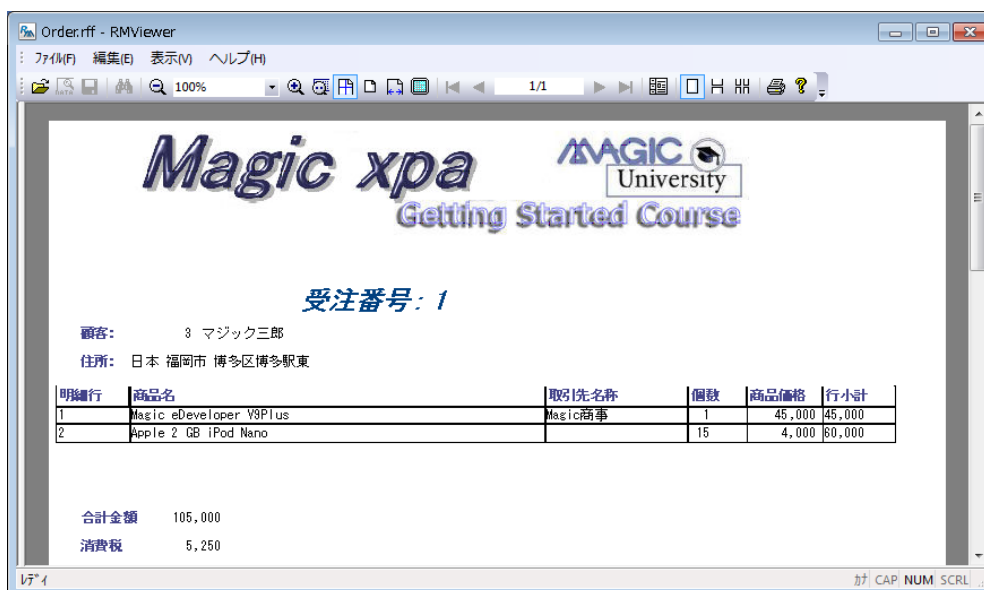 Order.rff - RMViewer
ファイル(F) 編集(E) 表示(V) ヘルプ(H)
DATA 100% 1/1
Magic xpa MAGIC University
Getting Started Course
受注番号: 1
顧客: 3 マジック三郎
住所: 日本 福岡市 博多区博多駅東
明細行 商品名 取引先名称 個数 商品価格 行小計
1 Magic eDeveloper V9Plus Magic商事 1 45,000 45,000
2 Apple 2 GB iPod Nano 15 4,000 60,000
合計金額 105,000
消費税 5,250
レディ カナ CAP NUM SCRL